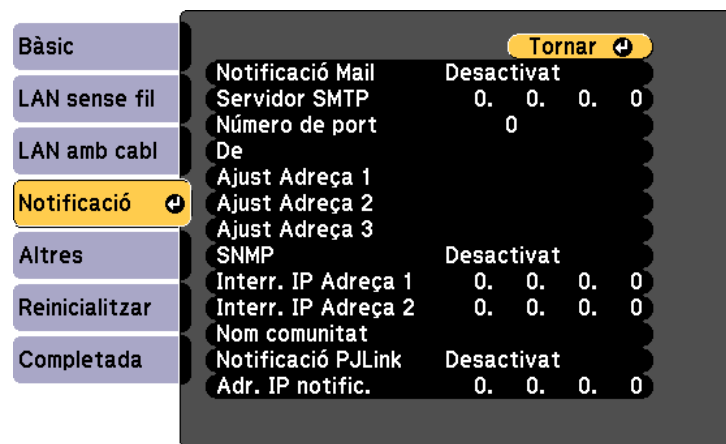 Bàsic
LAN sense fil
LAN amb cabl
Notificació
Altres
Reinicialitzar
Completada
Tornar
Notificació Mail Desactivat
Servidor SMTP 0. 0. 0. 0
Número de port 0
De
Ajust Adreça 1
Ajust Adreça 2
Ajust Adreça 3
SNMP Desactivat
Interr. IP Adreça 1 0. 0. 0. 0
Interr. IP Adreça 2 0. 0. 0. 0
Nom comunitat
Notificació PJLink Desactivat
Adr. IP notific. 0. 0. 0. 0